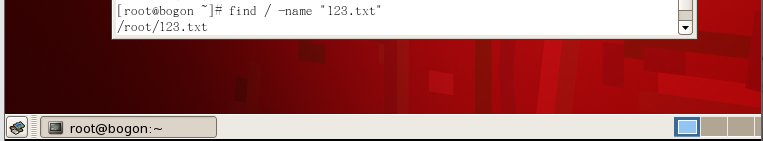 [root@bogon ~]# find / -name "123.txt"
/root/123.txt
root@bogon:~